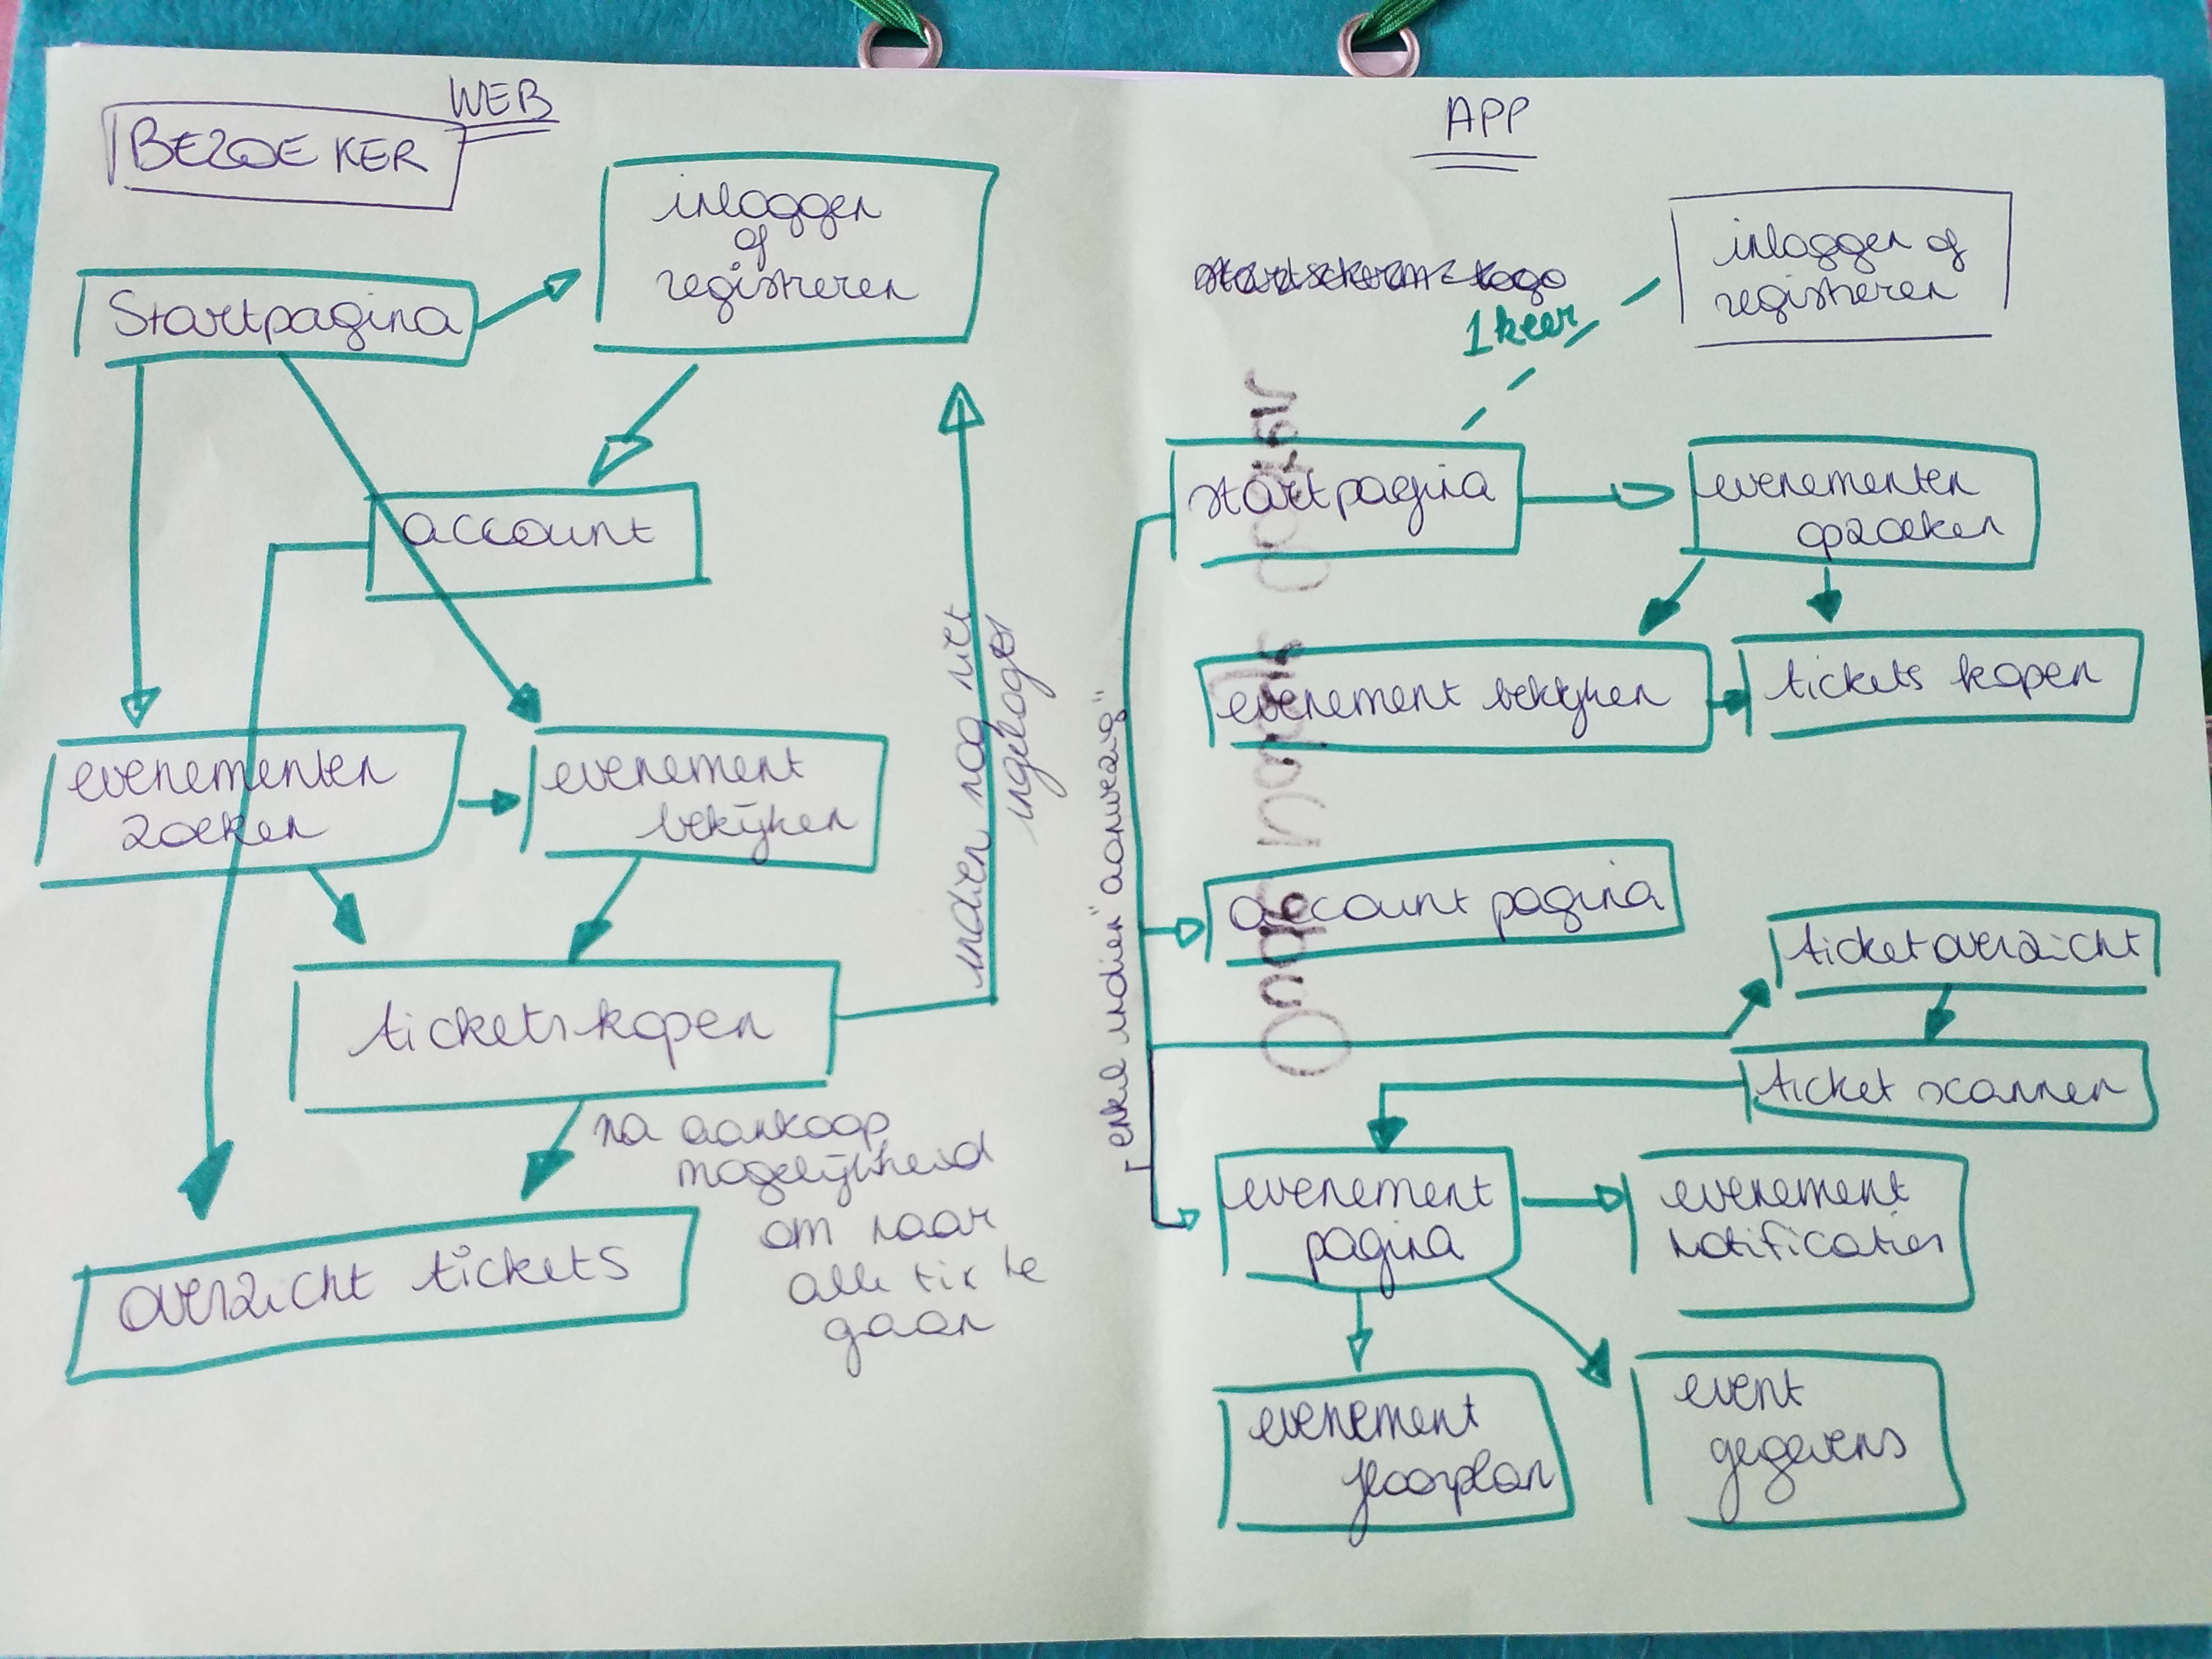 WEB
BEZOEKER
inloggen
of
registreren
Startpagina
account
indien nog niet
ingelogd
evenementen
zoeken
evenement
bekijken
tickets kopen
na aankoop
mogelijkheid
om naar
alle tix te
gaan
overzicht tickets
APP
startscherm = logo
inloggen of
registreren
1 keer
startpagina
evenementen
opzoeken
evenement bekijken
tickets kopen
"enkel indien" aanwezig"
account pagina
ticketoverzicht
ticket scannen
evenement
pagina
evenement
notificaties
evenement
floorplan
event
gegevens